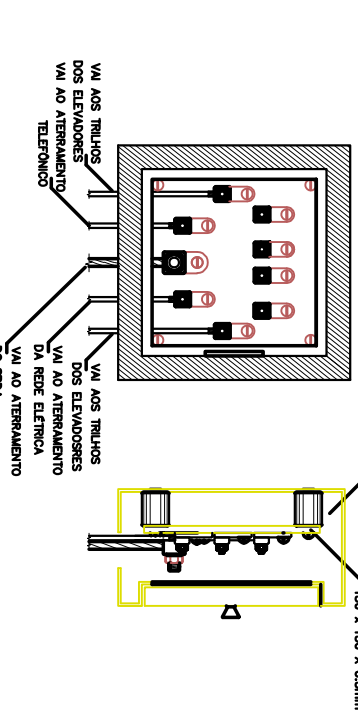 VAI AOS TRILHOS
DOS ELEVADORES
VAI AO ATERRAMENTO
TELEFÔNICO
VAI AOS TRILHOS
DOS ELEVADOSRES
VAI AO ATERRAMENTO
DA REDE ELÉTRICA
VAI AO ATERRAMENTO